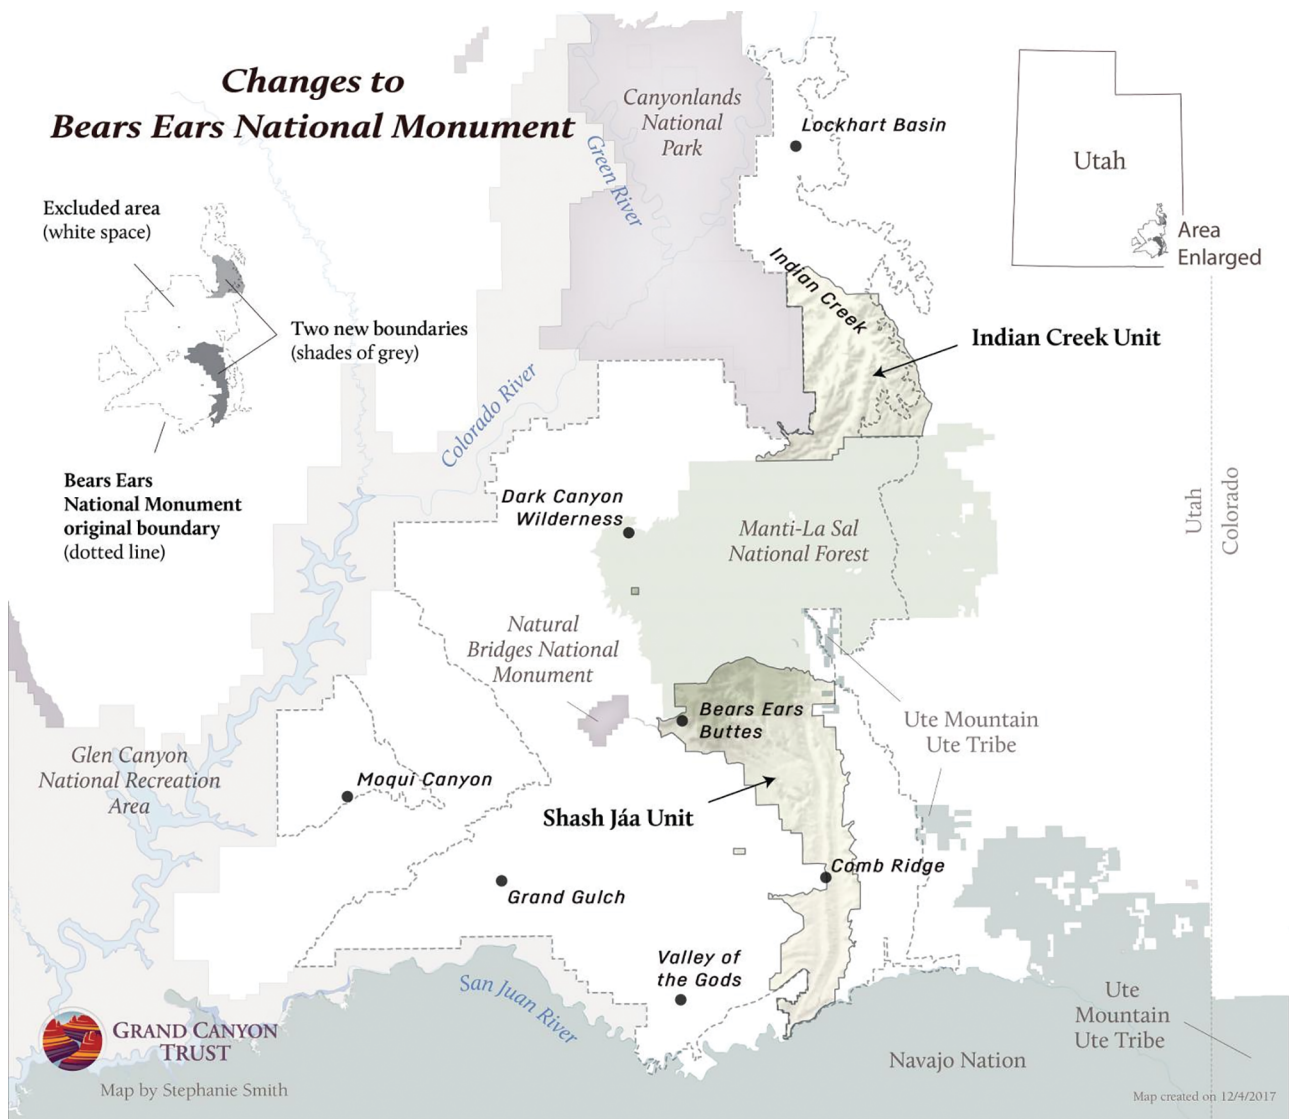 Changes to
Bears Ears National Monument
Canyonlands
National
Park
Lockhart Basin
Green River
Utah
Area
Enlarged
Excluded area
(white space)
Two new boundaries
(shades of grey)
Bears Ears
National Monument
original boundary
(dotted line)
Indian Creek
Indian Creek Unit
Colorado River
Dark Canyon
Wilderness
Manti-La Sal
National Forest
Utah
Colorado
Natural
Bridges National
Monument
Bears Ears
Buttes
Ute Mountain
Ute Tribe
Glen Canyon
National Recreation
Area
Moqui Canyon
Shash Jáa Unit
Comb Ridge
Grand Gulch
Valley of
the Gods
San Juan River
Ute
Mountain
Ute Tribe
Navajo Nation
GRAND CANYON
TRUST
Map by Stephanie Smith
Map created on 12/4/2017